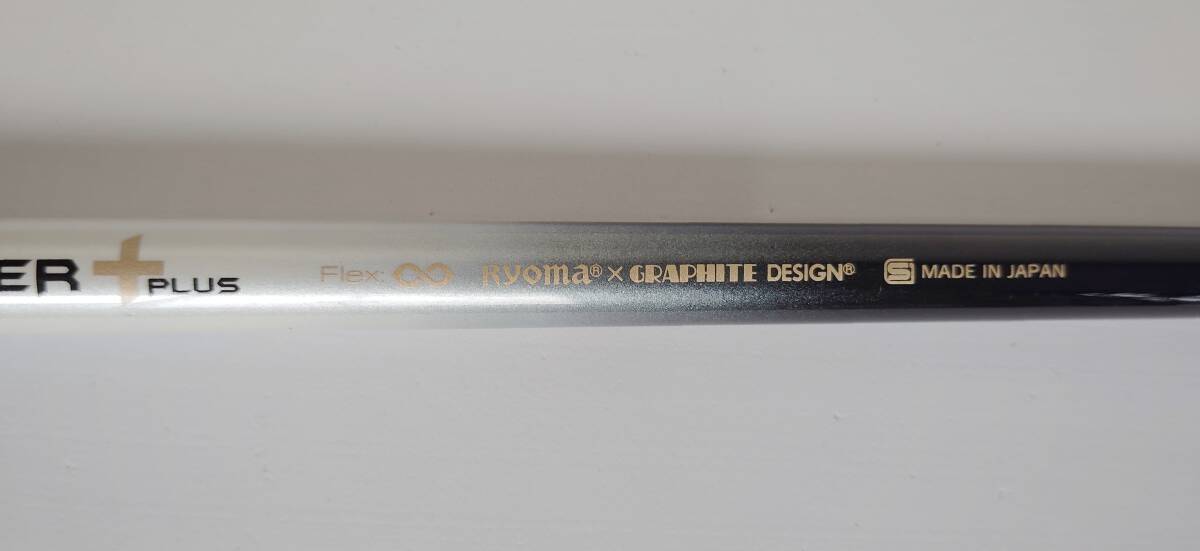 ER + PLUS Flex: ∞ Ryoma® × GRAPHITE DESIGN® S MADE IN JAPAN